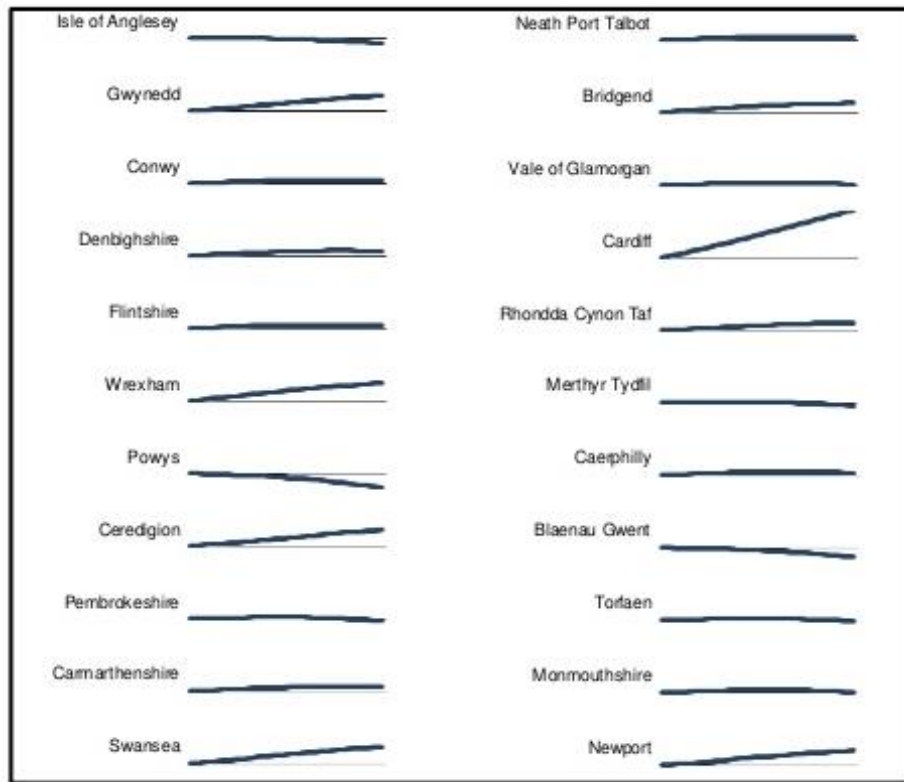 Isle of Anglesey
Gwynedd
Conwy
Denbighshire
Flintshire
Wrexham
Powys
Ceredigion
Pembrokeshire
Carmarthenshire
Swansea
Neath Port Talbot
Bridgend
Vale of Glamorgan
Cardiff
Rhondda Cynon Taf
Merthyr Tydfil
Caerphilly
Blaenau Gwent
Torfaen
Monmouthshire
Newport